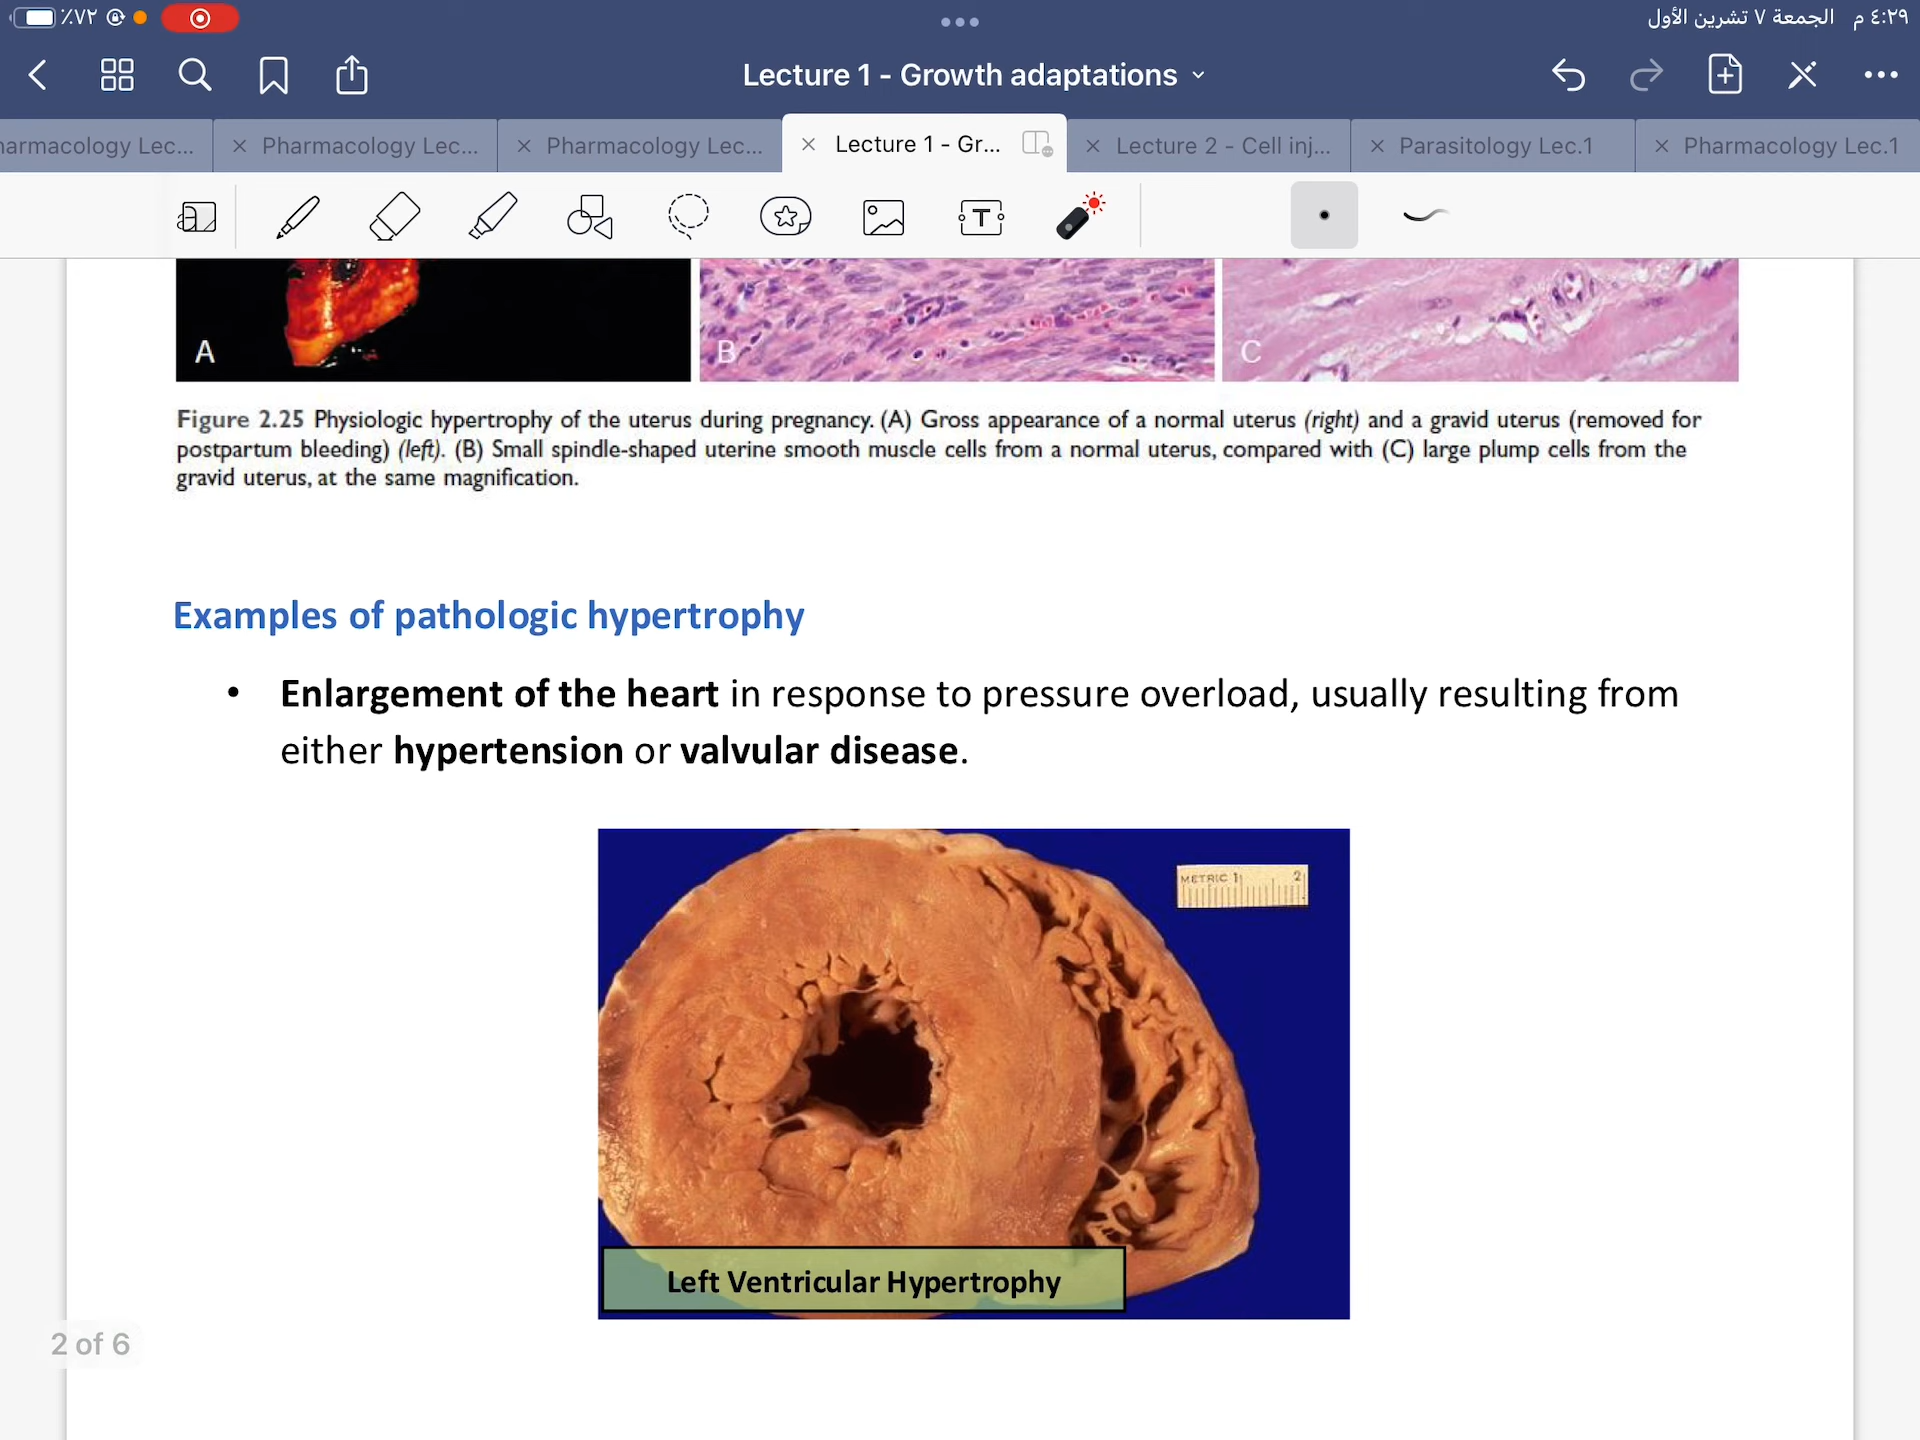 ٪٧٢
٤:٢٩ م الجمعة ٧ تشرين الأول
Lecture 1 - Growth adaptations
armacology Lec...
Pharmacology Lec...
Pharmacology Lec...
Lecture 1 - Gr...
Lecture 2 - Cell inj...
Parasitology Lec.1
Pharmacology Lec.1
a
T
A
B
C
Figure 2.25 Physiologic hypertrophy of the uterus during pregnancy. (A) Gross appearance of a normal uterus (right) and a gravid uterus (removed for
postpartum bleeding) (left). (B) Small spindle-shaped uterine smooth muscle cells from a normal uterus, compared with (C) large plump cells from the
gravid uterus, at the same magnification.
Examples of pathologic hypertrophy
• Enlargement of the heart in response to pressure overload, usually resulting from
either hypertension or valvular disease.
METRIC 1 2
Left Ventricular Hypertrophy
2 of 6